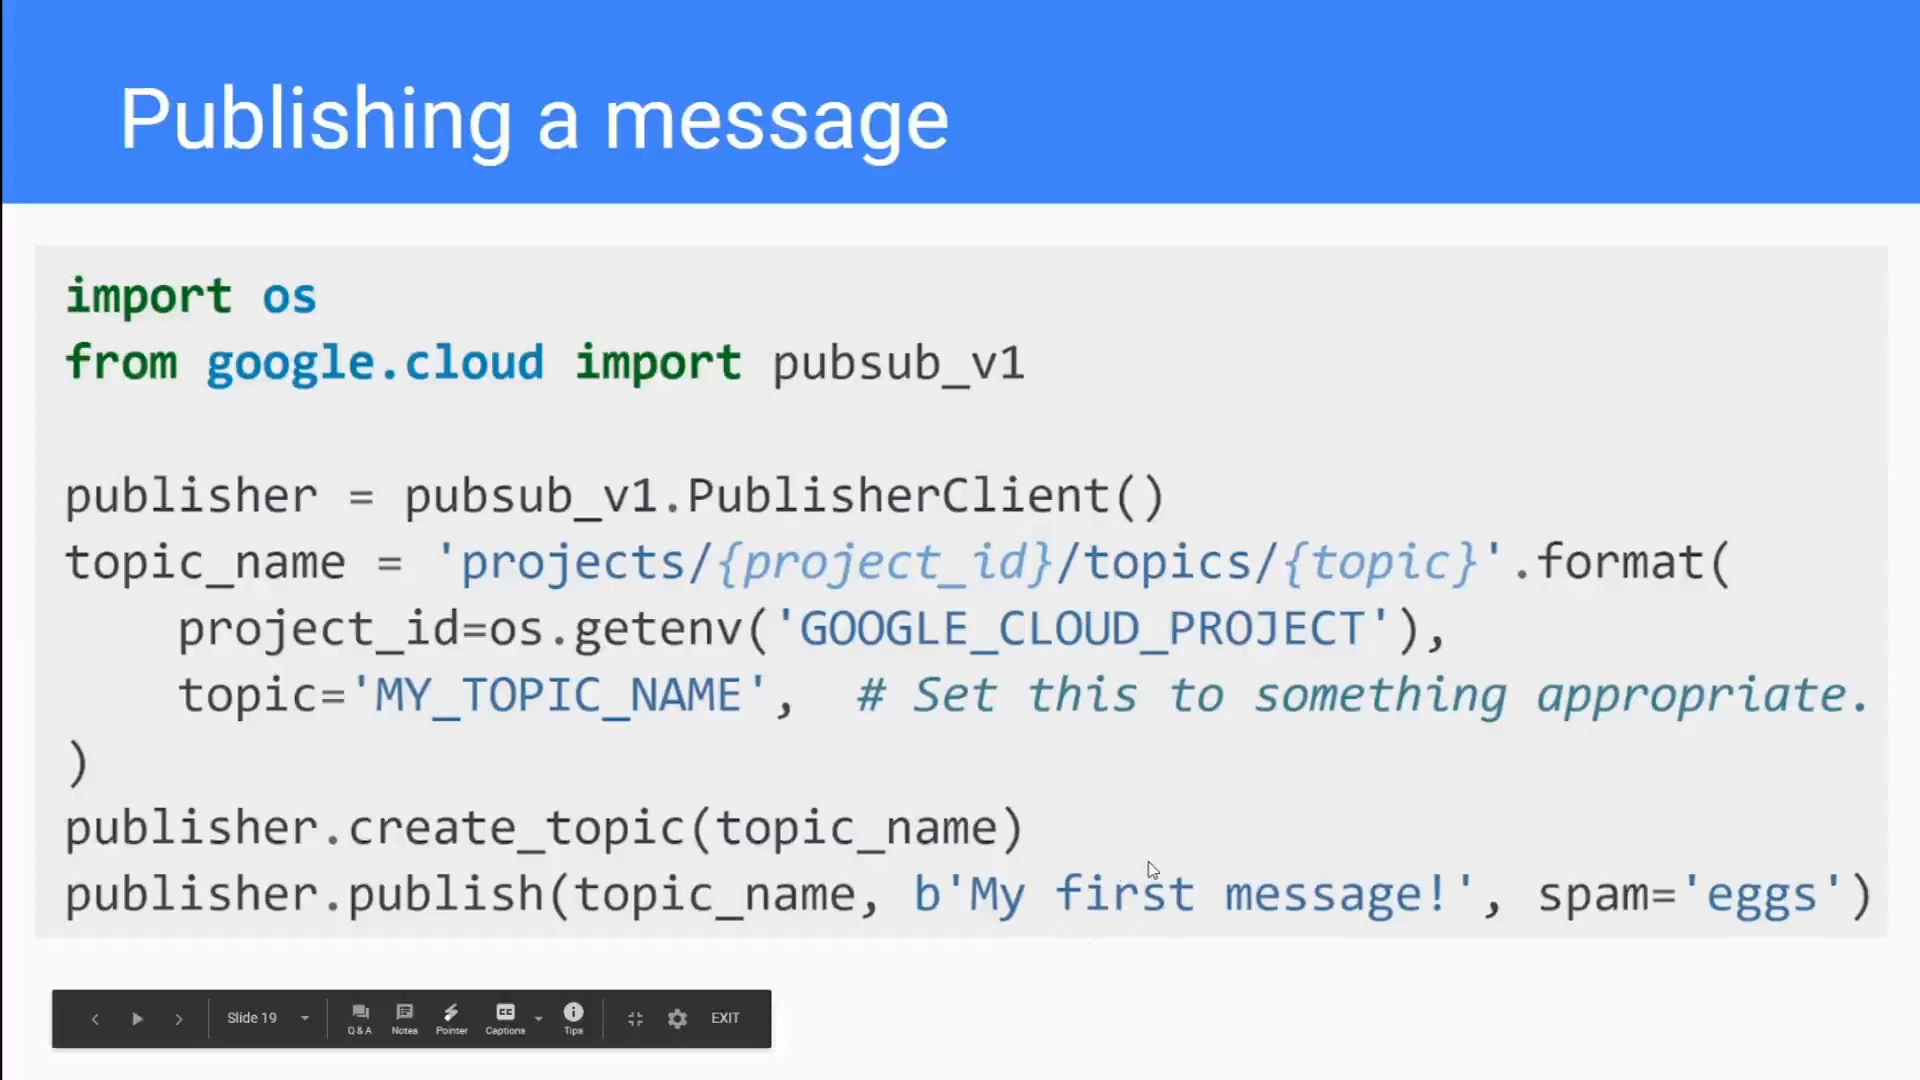 Publishing a message
import os
from google.cloud import pubsub_v1
publisher = pubsub_v1.PublisherClient()
topic_name = 'projects/{project_id}/topics/{topic}'.format(
    project_id=os.getenv('GOOGLE_CLOUD_PROJECT'),
    topic='MY_TOPIC_NAME',  # Set this to something appropriate.
)
publisher.create_topic(topic_name)
publisher.publish(topic_name, b'My first message!', spam='eggs')
Slide 19 Q & A Notes Pointer CC Captions Tips EXIT